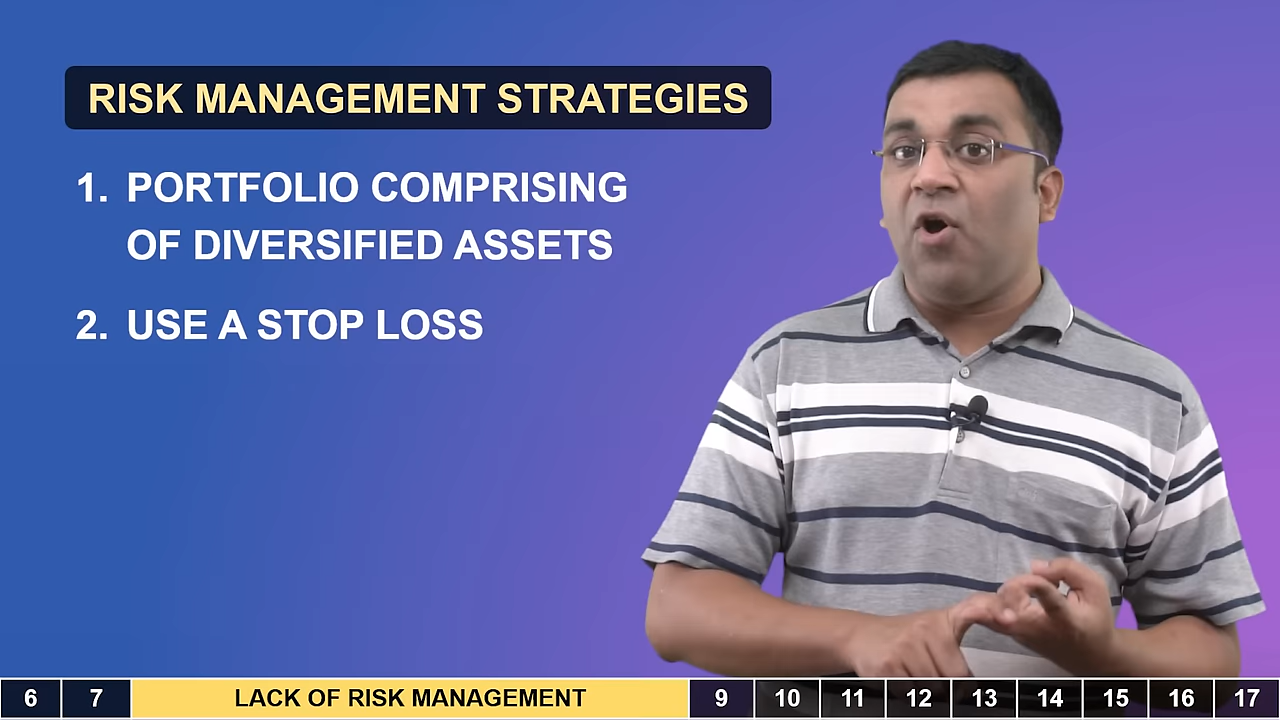 RISK MANAGEMENT STRATEGIES
1. PORTFOLIO COMPRISING
OF DIVERSIFIED ASSETS
2. USE A STOP LOSS
6 7 LACK OF RISK MANAGEMENT 9 10 11 12 13 14 15 16 17